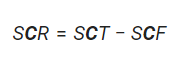 SCR = SCT - SCF